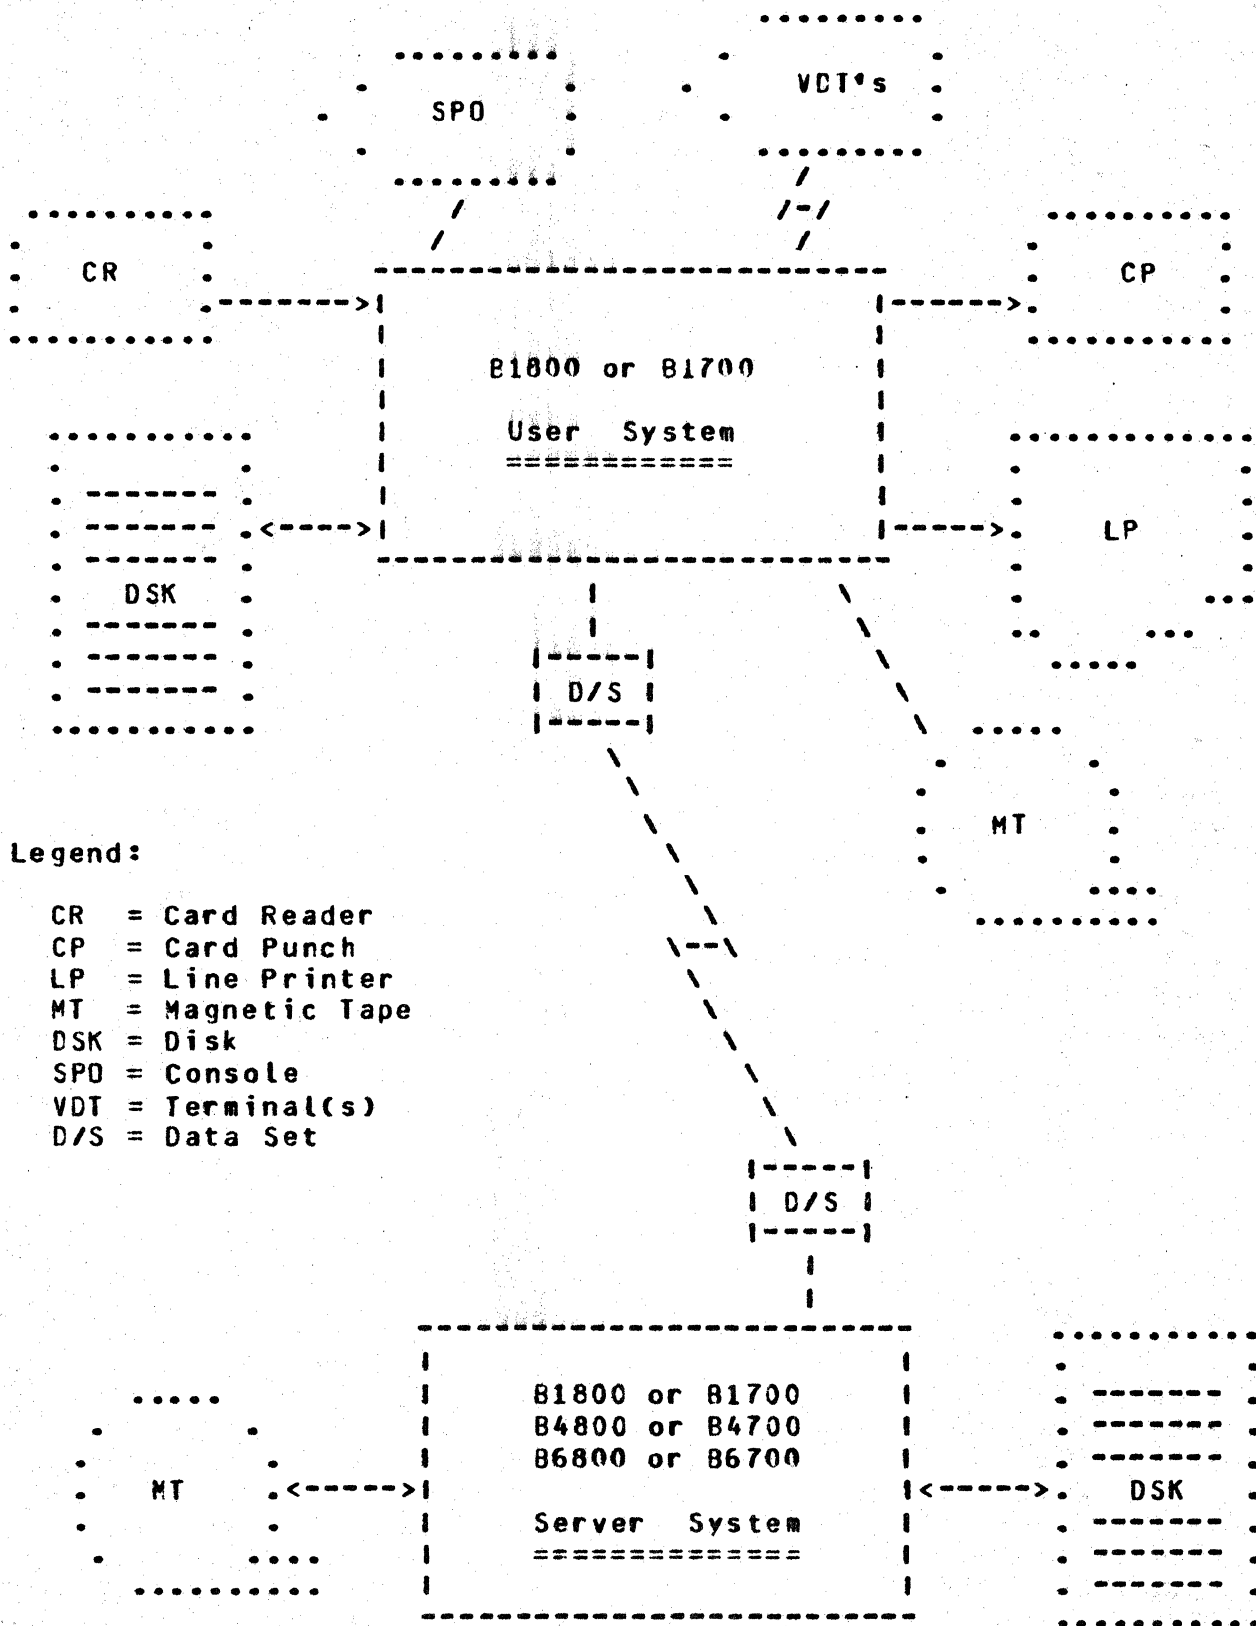 VDT's
SPO
CR
CP
B1800 or B1700
User System
============
LP
DSK
D/S
MT
Legend:
CR = Card Reader
CP = Card Punch
LP = Line Printer
MT = Magnetic Tape
DSK = Disk
SPO = Console
VDT = Terminal(s)
D/S = Data Set
D/S
B1800 or B1700
B4800 or B4700
B6800 or B6700
MT
DSK
Server System
==============